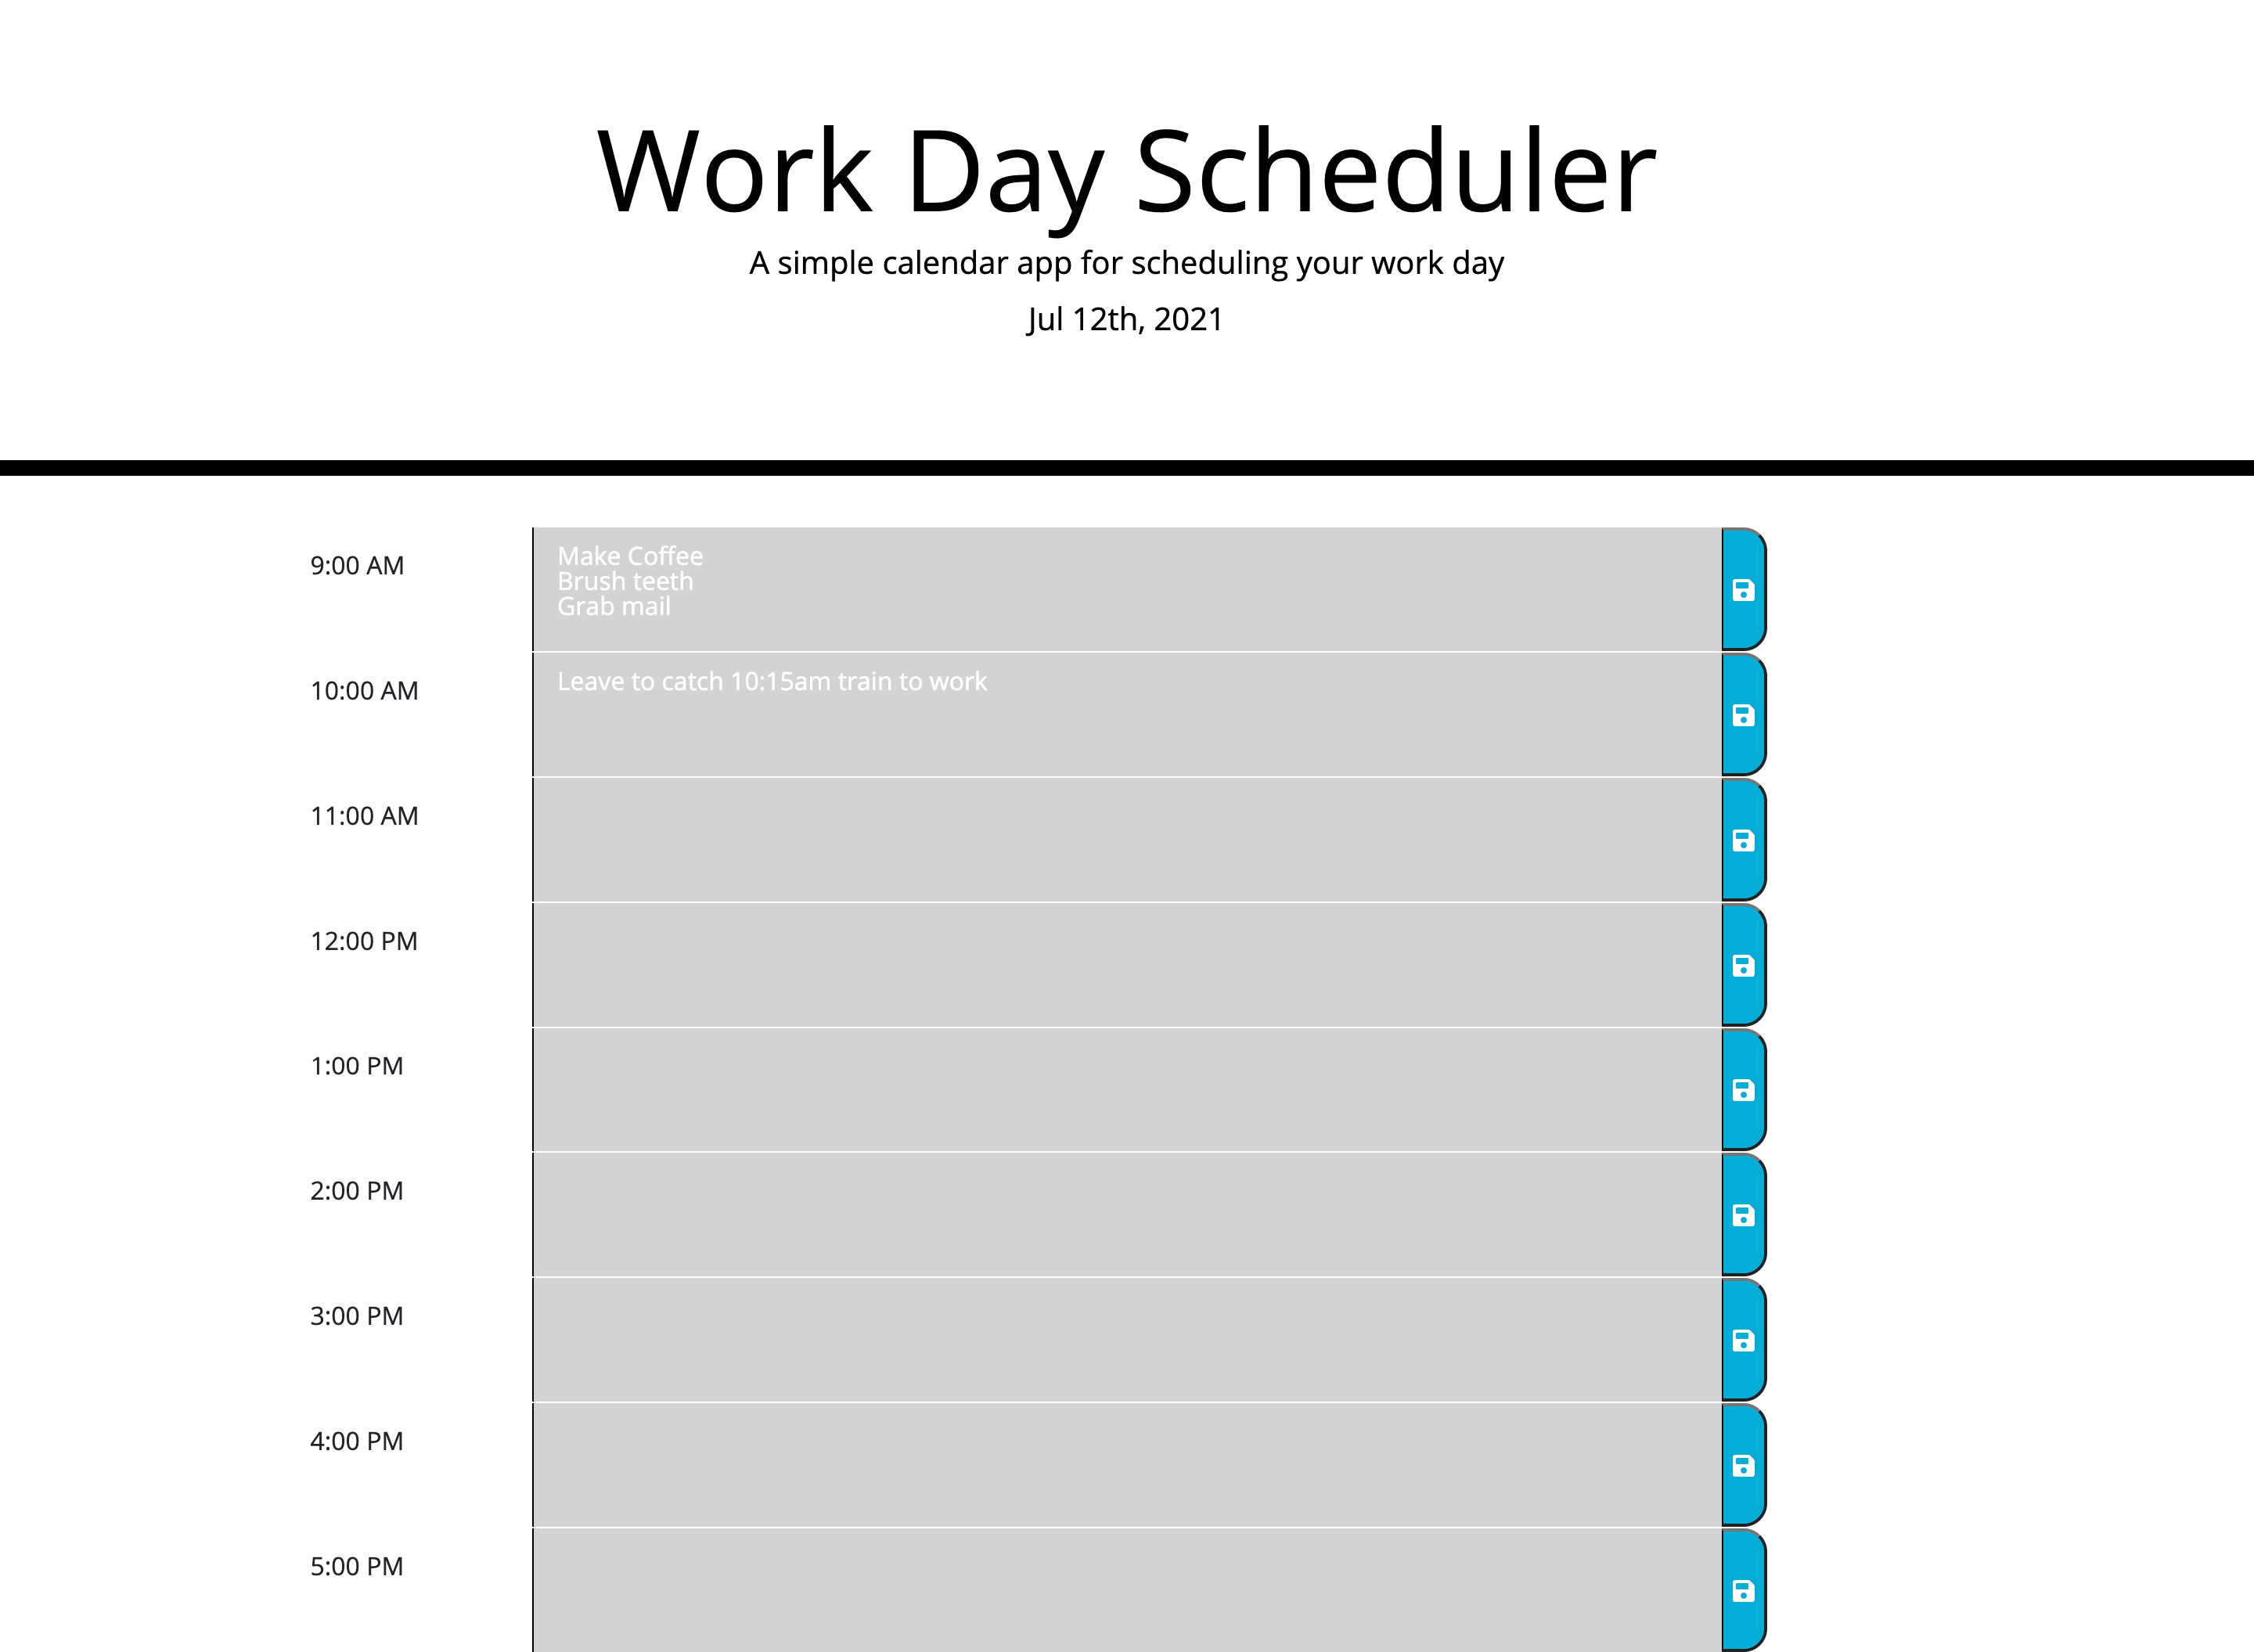 Work Day Scheduler
A simple calendar app for scheduling your work day
Jul 12th, 2021
9:00 AM
Make Coffee
Brush teeth
Grab mail
10:00 AM
Leave to catch 10:15am train to work
11:00 AM
12:00 PM
1:00 PM
2:00 PM
3:00 PM
4:00 PM
5:00 PM